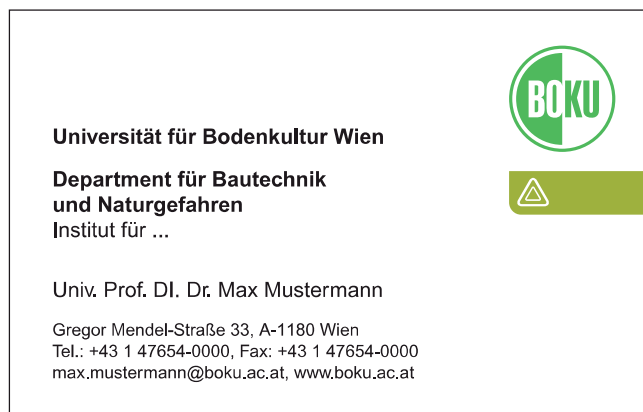 BOKU
Universität für Bodenkultur Wien
Department für Bautechnik
und Naturgefahren
Institut für ...
Univ. Prof. DI. Dr. Max Mustermann
Gregor Mendel-Straße 33, A-1180 Wien
Tel.: +43 1 47654-0000, Fax: +43 1 47654-0000
max.mustermann@boku.ac.at, www.boku.ac.at